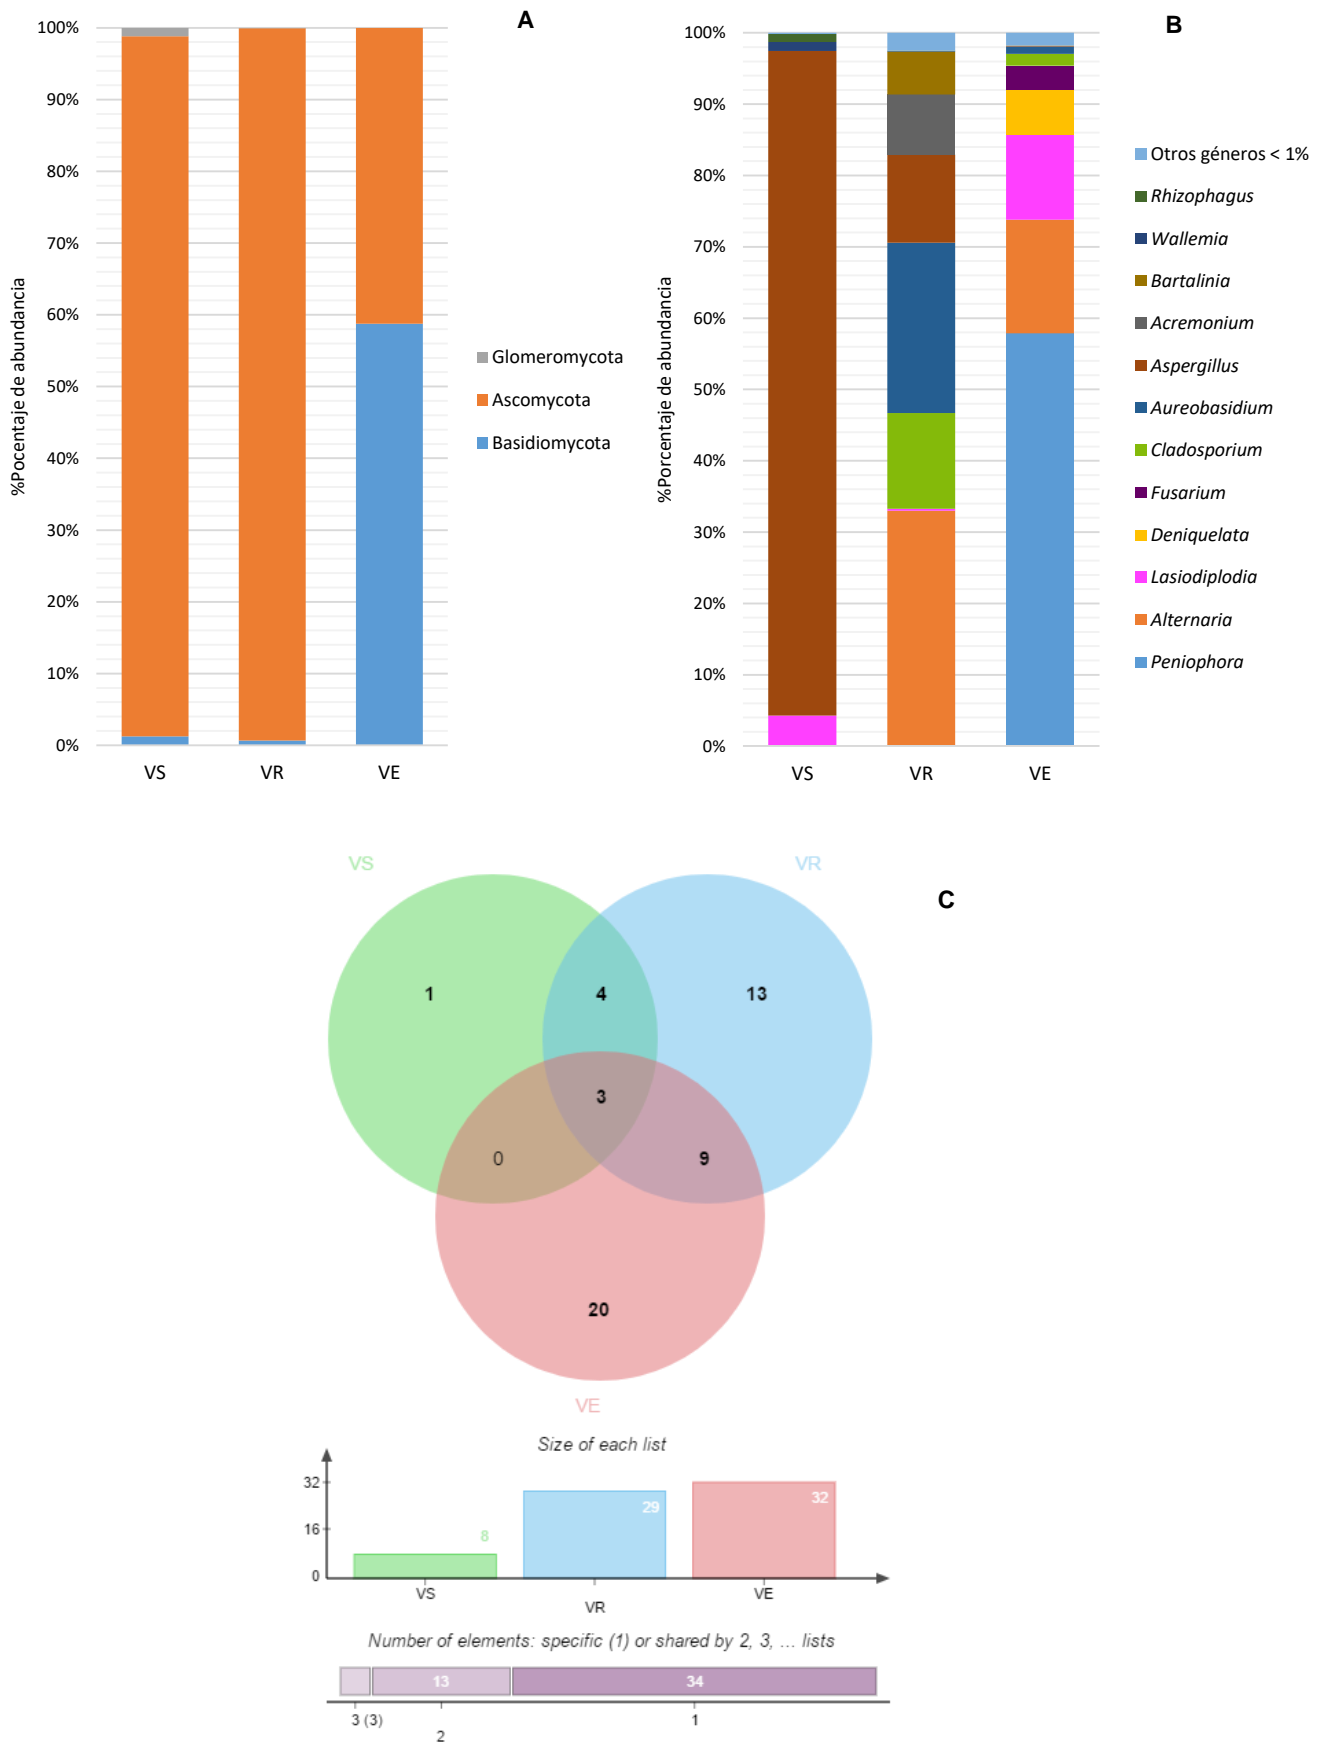 A
100%
90%
80%
70%
60%
50%
40%
30%
20%
10%
0%
%Pocentaje de abundancia
VS
VR
VE
Glomeromycota
Ascomycota
Basidiomycota
B
100%
90%
80%
70%
60%
50%
40%
30%
20%
10%
0%
%Porcentaje de abundancia
VS
VR
VE
Otros géneros < 1%
Rhizophagus
Wallemia
Bartalinia
Acremonium
Aspergillus
Aureobasidium
Cladosporium
Fusarium
Deniquelata
Lasiodiplodia
Alternaria
Peniophora
C
VS
VR
1
4
13
3
0
9
20
VE
Size of each list
32
16
0
8
29
32
VS
VR
VE
Number of elements: specific (1) or shared by 2, 3, ... lists
13
34
3 (3)
2
1